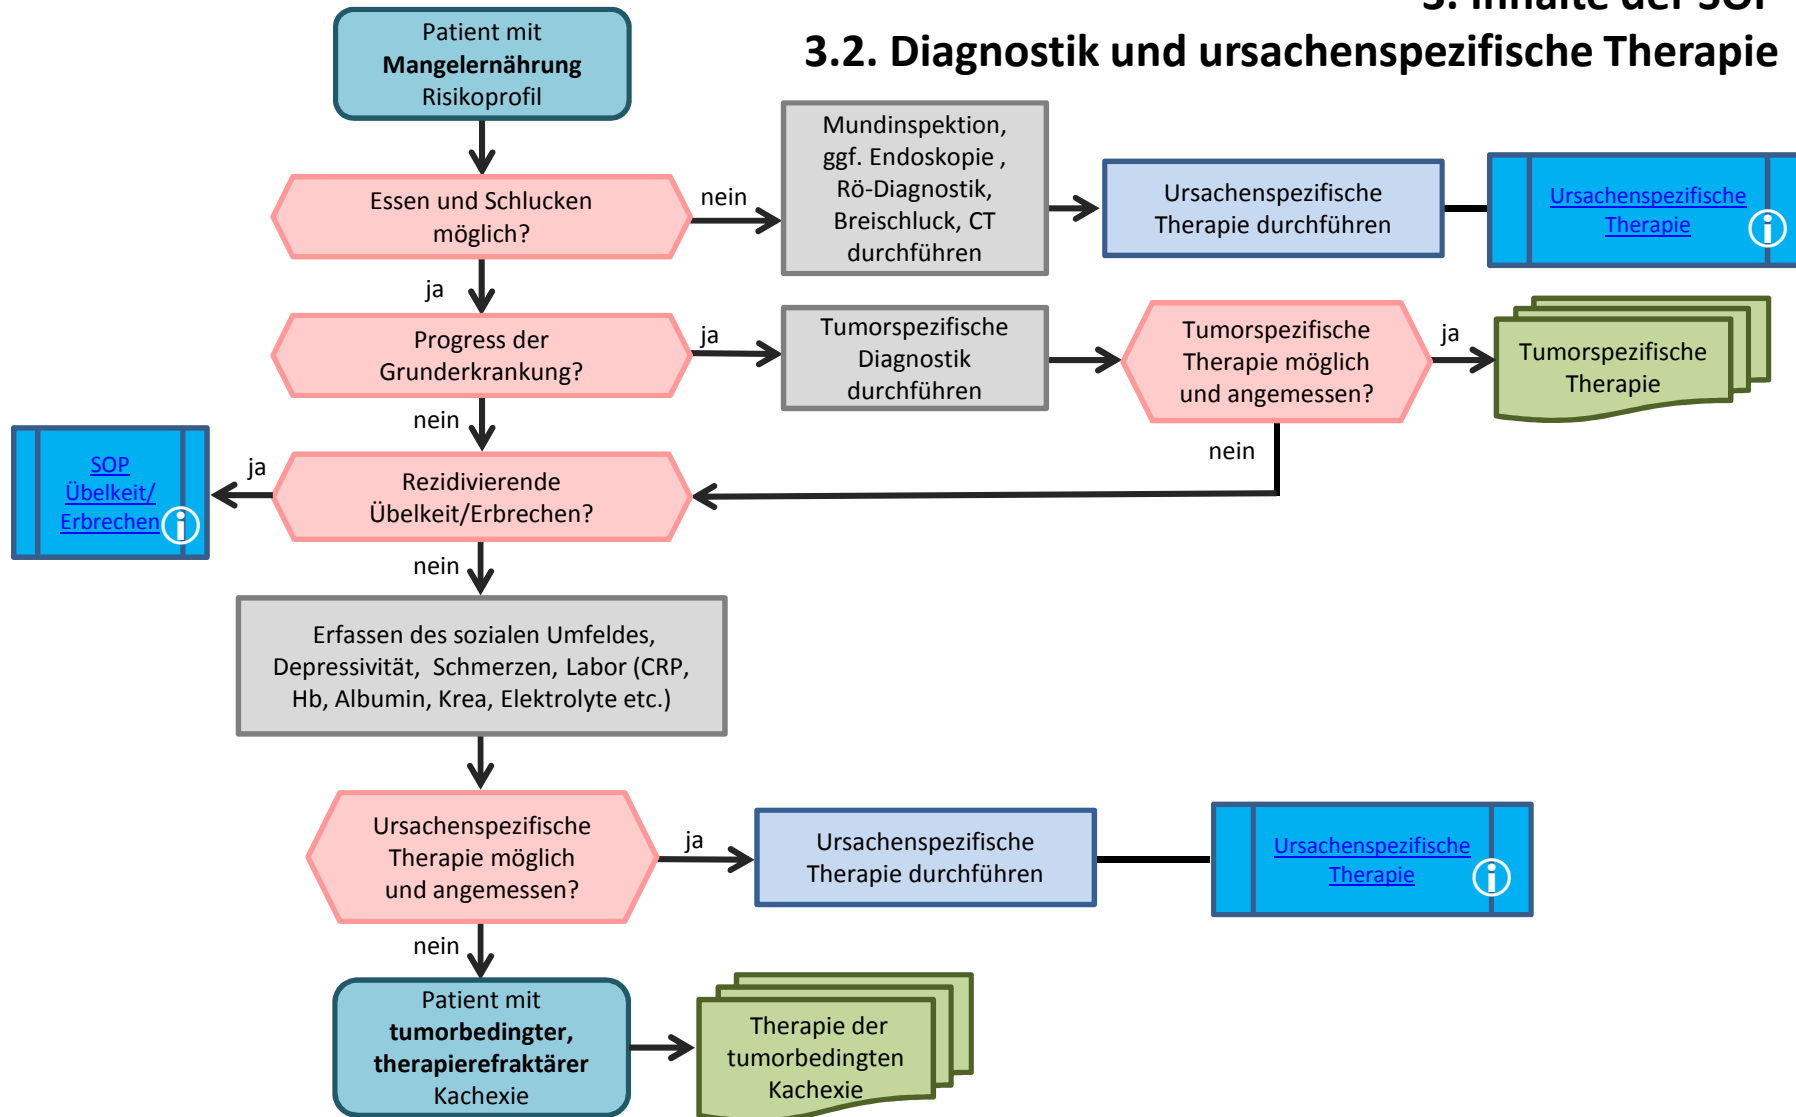 3. Inhalte der SOP
3.2. Diagnostik und ursachenspezifische Therapie
Patient mit
Mangelernährung
Risikoprofil
Essen und Schlucken
möglich?
nein
Mundinspektion,
ggf. Endoskopie ,
Rö-Diagnostik,
Breischluck, CT
durchführen
Ursachenspezifische
Therapie durchführen
Ursachenspezifische
Therapie
i
ja
Progress der
Grunderkrankung?
ja
Tumorspezifische
Diagnostik
durchführen
Tumorspezifische
Therapie möglich
und angemessen?
ja
Tumorspezifische
Therapie
nein
nein
Rezidivierende
Übelkeit/Erbrechen?
ja
SOP
Übelkeit/
Erbrechen
i
nein
Erfassen des sozialen Umfeldes,
Depressivität, Schmerzen, Labor (CRP,
Hb, Albumin, Krea, Elektrolyte etc.)
Ursachenspezifische
Therapie möglich
und angemessen?
ja
Ursachenspezifische
Therapie durchführen
Ursachenspezifische
Therapie
i
nein
Patient mit
tumorbedingter,
therapierefraktärer
Kachexie
Therapie der
tumorbedingten
Kachexie